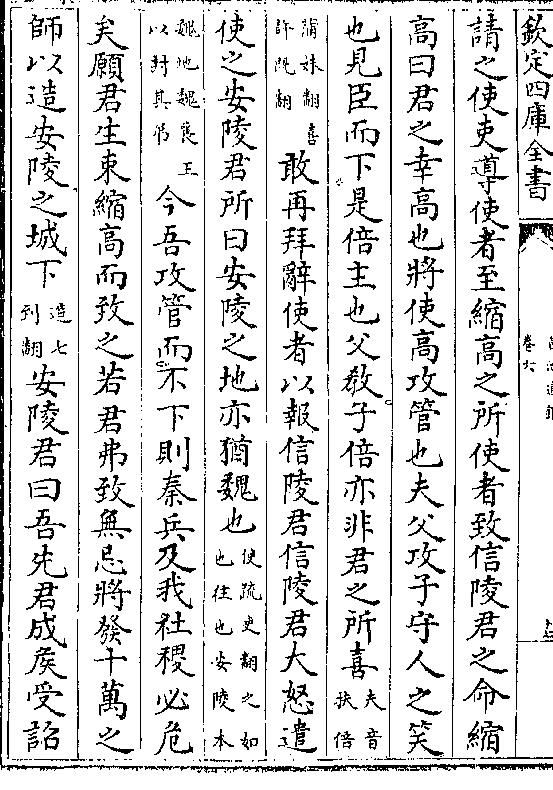 欽定四庫全書
卷六
請之使吏導使者至縮高之所使者致信陵君之命縮
高曰君之幸高也將使高攻管也夫父攻子守人之笑
也見臣而下是倍主也父敎子倍亦非君之所喜夫音扶倍
蒲妹翻喜許旣翻敢再拜辭使者以報信陵君信陵君大怒遣
使之安陵君所曰安陵之地亦猶魏也使疏吏翻之如也往也安陵本
魏地魏襄王以封其弟今吾攻管而不下則秦兵及我社稷必危
矣願君生束縮高而致之若君弗致無忌將發十萬之
師以造安陵之城下造七到翻安陵君曰吾先君成侯受詔